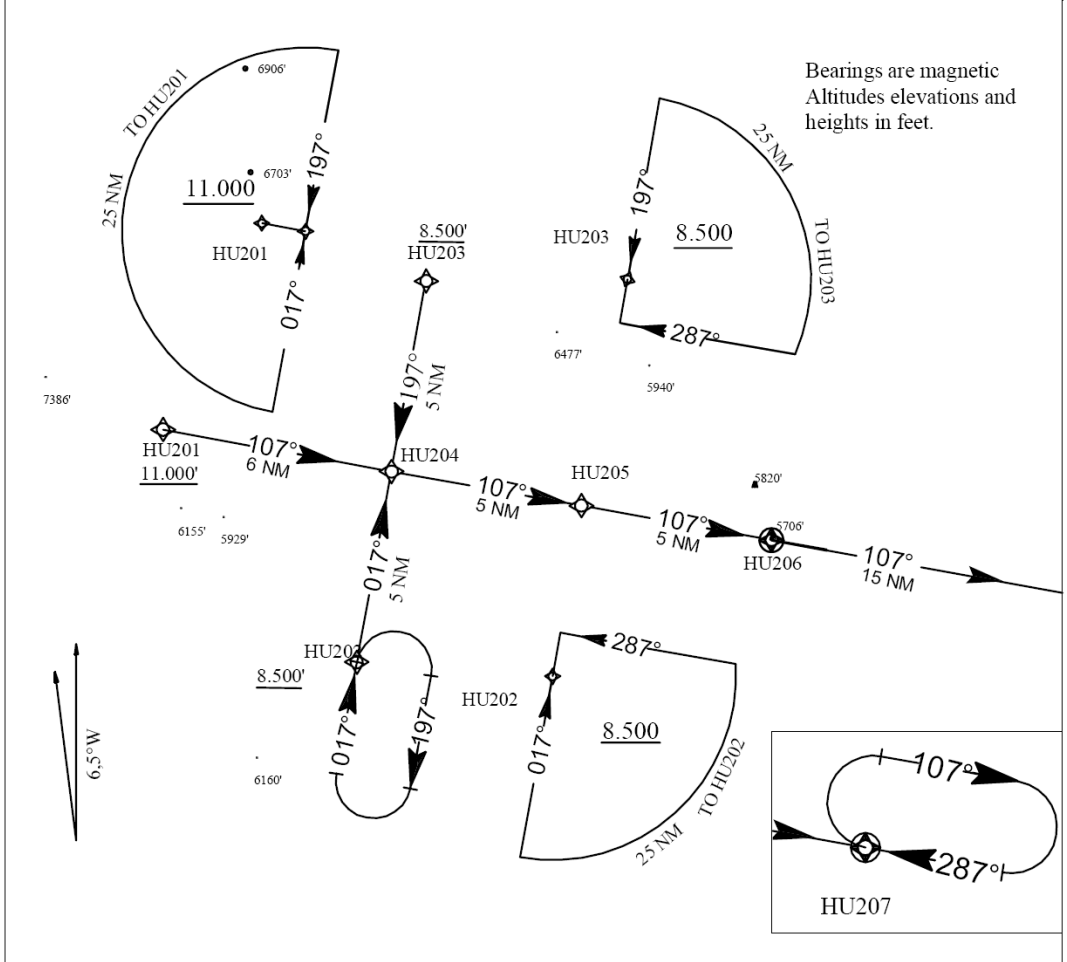 6906'
TO HU201
Bearings are magnetic
Altitudes elevations and
heights in feet.
25 NM
197°
6703'
11.000
25 NM
197°
HU201
8.500'
HU203
HU203
8.500
TO HU203
017°
287°
6477'
5940'
7386'
197°
5 NM
HU201
11.000'
107°
6 NM
HU204
HU205
107°
5 NM
5820'
5706'
107°
5 NM
HU206
107°
15 NM
6155'
5929'
017°
5 NM
HU202
8.500'
287°
HU202
8.500
017°
197°
017°
TO HU202
25 NM
6,5°W
6160'
107°
287°
HU207